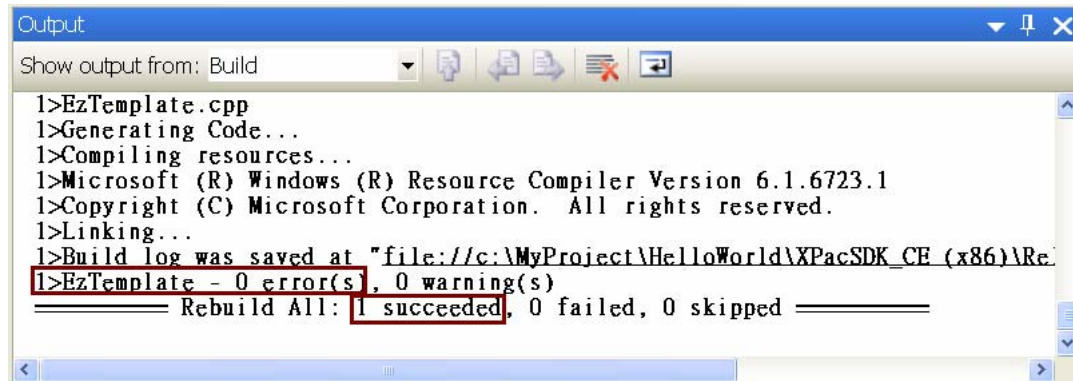 Output
Show output from: Build
1>EzTemplate.cpp
1>Generating Code...
1>Compiling resources...
1>Microsoft (R) Windows (R) Resource Compiler Version 6.1.6723.1
1>Copyright (C) Microsoft Corporation.  All rights reserved.
1>Linking...
1>Build log was saved at "file://c:\MyProject\HelloWorld\XPacSDK_CE (x86)\Rel
1>EzTemplate - 0 error(s), 0 warning(s)
========== Rebuild All: 1 succeeded, 0 failed, 0 skipped ==========